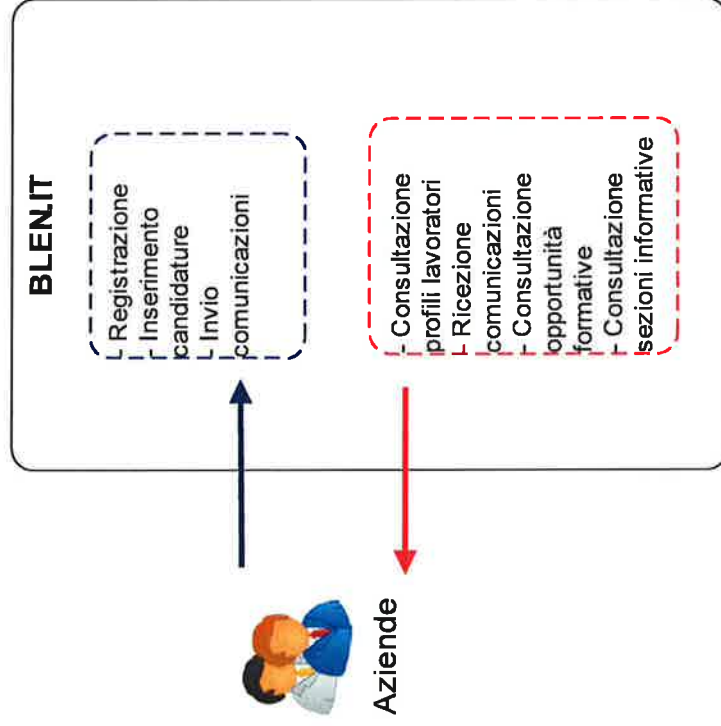 BLEN.IT
- Registrazione
- Inserimento
candidature
- Invio
comunicazioni
- Consultazione
profili lavoratori
- Ricezione
comunicazioni
- Consultazione
opportunità
formative
- Consultazione
sezioni informative
Aziende